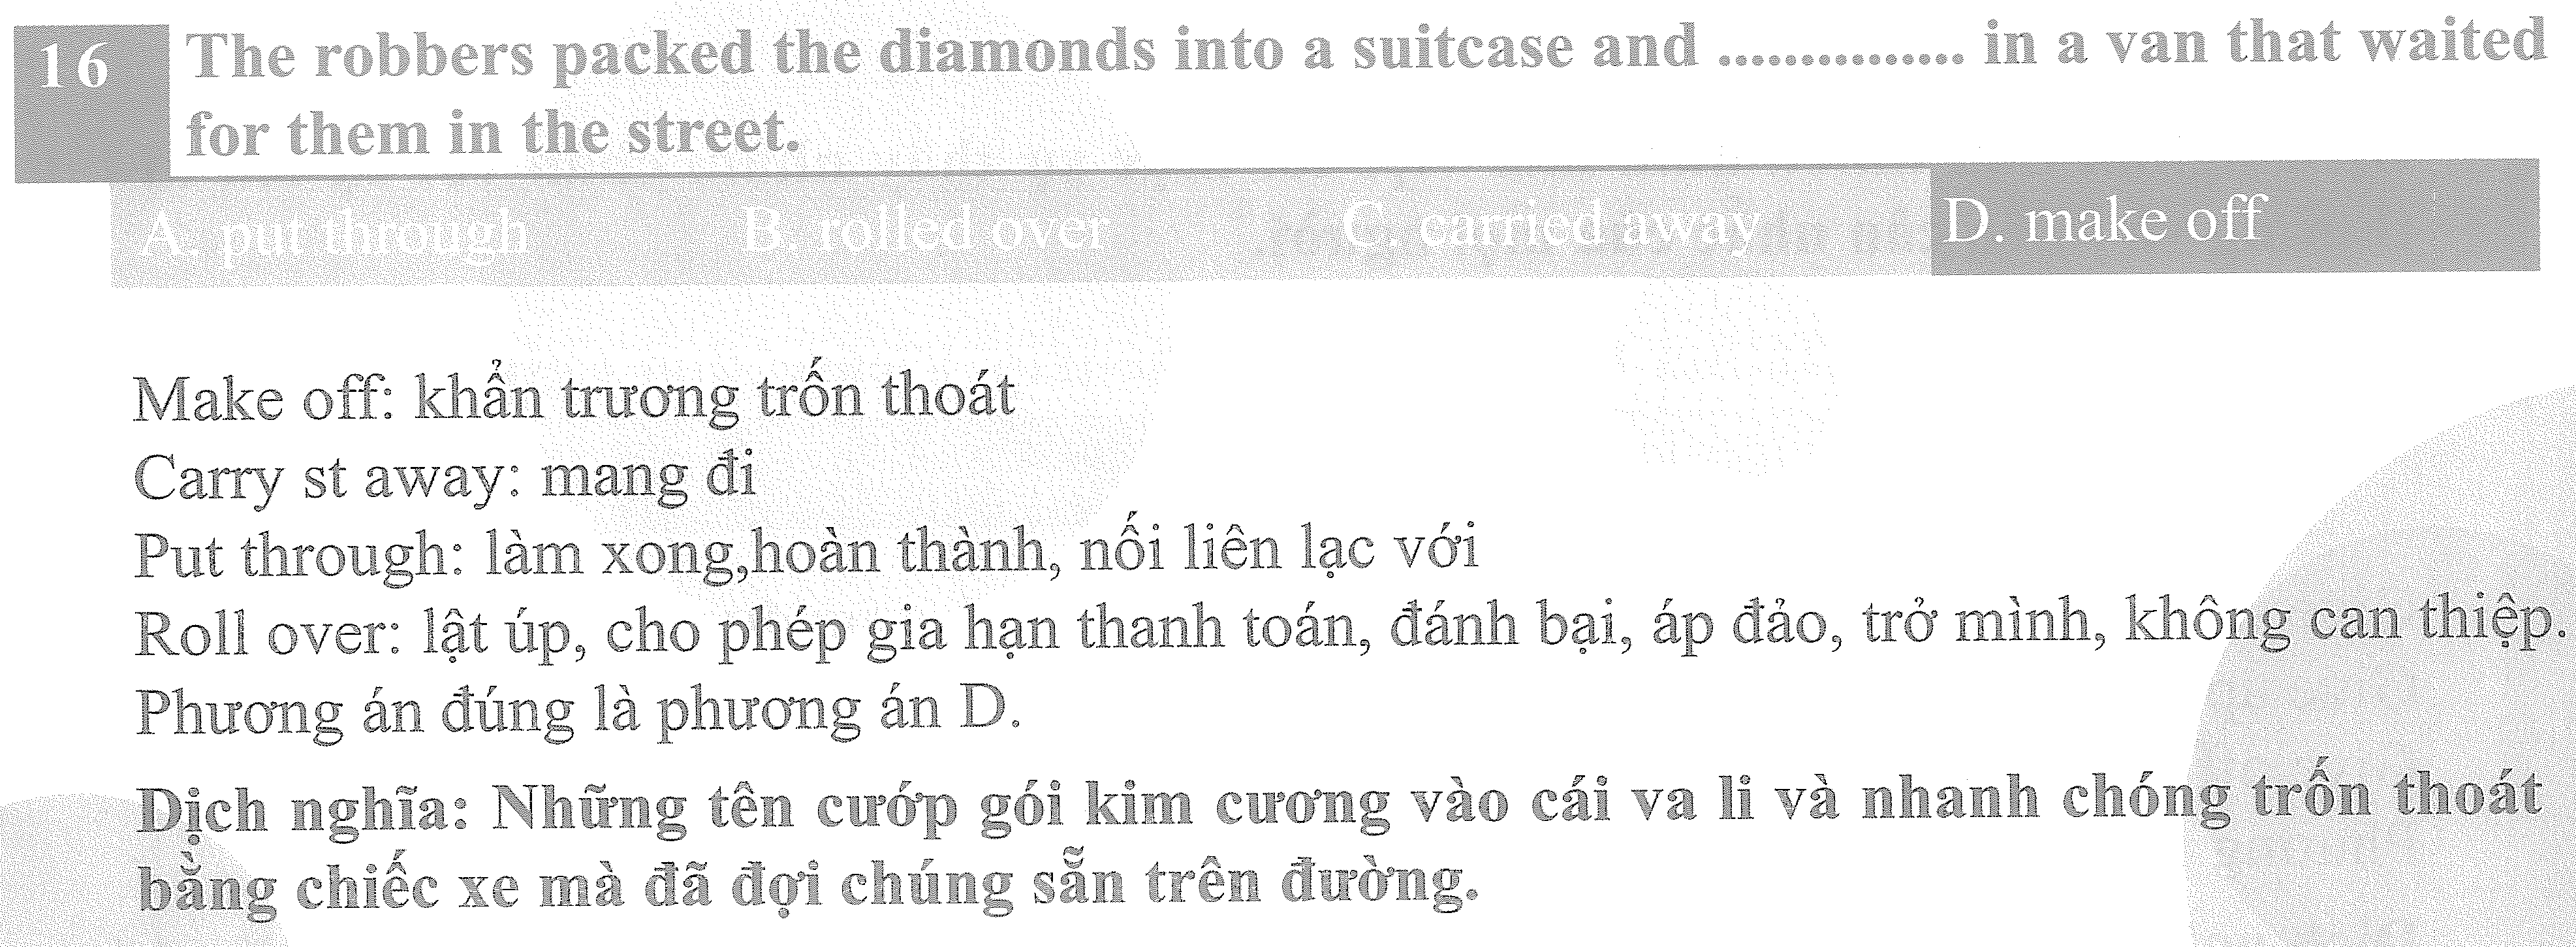 16 The robbers packed the diamonds into a suitcase and .............. in a van that waited
for them in the street.
A. put through B. rolled over C. carried away D. make off
Make off: khẩn trương trốn thoát
Carry st away: mang đi
Put through: làm xong,hoàn thành, nối liên lạc với
Roll over: lật úp, cho phép gia hạn thanh toán, đánh bại, áp đảo, trở mình, không can thiệp.
Phương án đúng là phương án D.
Dịch nghĩa: Những tên cướp gói kim cương vào cái va li và nhanh chóng trốn thoát
bằng chiếc xe mà đã đợi chúng sẵn trên đường.